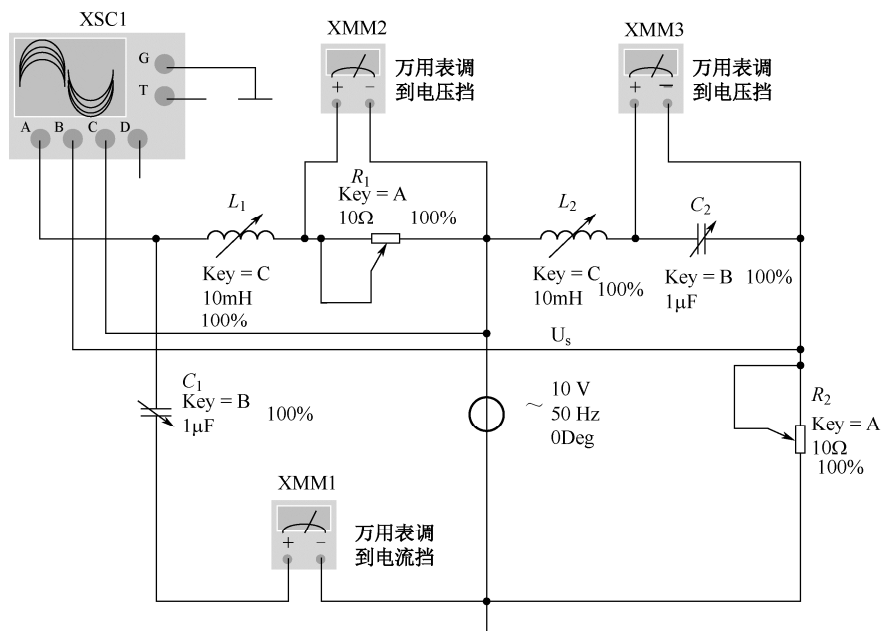 XSC1
G
T
A B C D
XMM2
+ −
万用表调
到电压挡
XMM3
+ −
万用表调
到电压挡
L₁
Key = C
10mH
100%
R₁
Key = A
10Ω 100%
L₂
Key = C
10mH 100%
C₂
Key = B 100%
1μF
Uₛ
C₁
Key = B 100%
1μF
~ 10 V
50 Hz
0Deg
R₂
Key = A
10Ω
100%
XMM1
+ −
万用表调
到电流挡